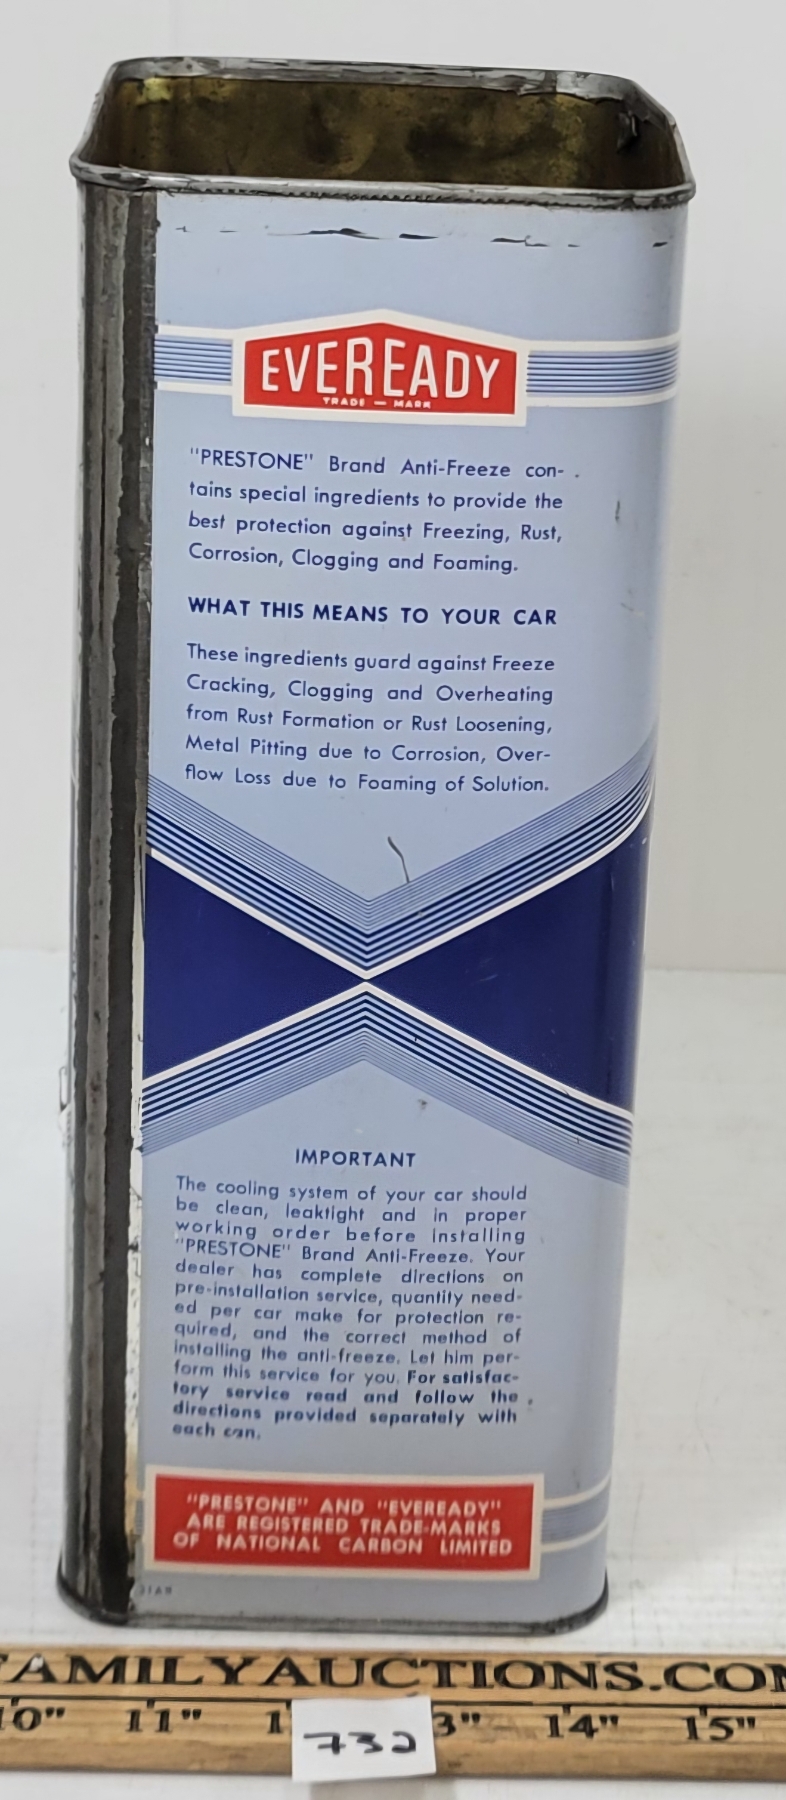 EVEREADY
TRADE - MARK
"PRESTONE" Brand Anti-Freeze con-
tains special ingredients to provide the
best protection against Freezing, Rust,
Corrosion, Clogging and Foaming.
WHAT THIS MEANS TO YOUR CAR
These ingredients guard against Freeze
Cracking, Clogging and Overheating
from Rust Formation or Rust Loosening,
Metal Pitting due to Corrosion, Over-
flow Loss due to Foaming of Solution.
IMPORTANT
The cooling system of your car should
be clean, leaktight and in proper
working order before installing
"PRESTONE" Brand Anti-Freeze. Your
dealer has complete directions on
pre-installation service, quantity need-
ed per car make for protection re-
quired, and the correct method of
installing the anti-freeze. Let him per-
form this service for you. For satisfac-
tory service read and follow the
directions provided separately with
each can.
"PRESTONE" AND "EVEREADY"
ARE REGISTERED TRADE-MARKS
OF NATIONAL CARBON LIMITED
FAMILYAUCTIONS.COM
10" 11" 1 3" 14" 15"
732